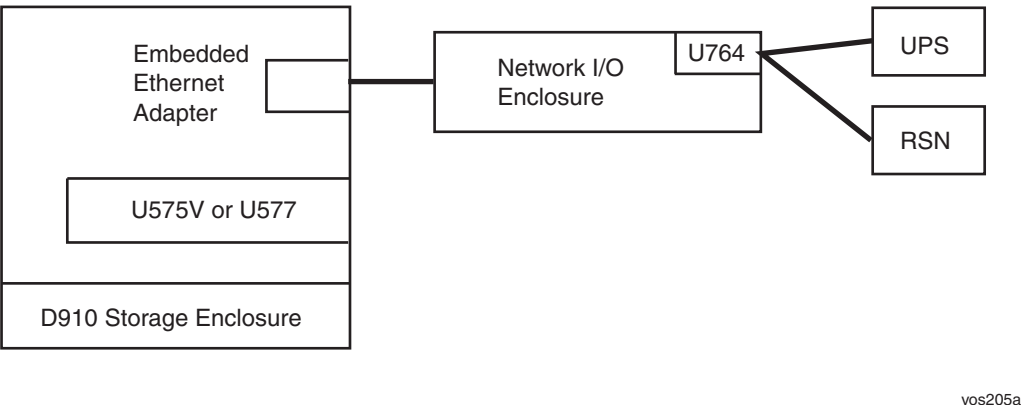 Embedded
Ethernet
Adapter
U575V or U577
D910 Storage Enclosure
Network I/O
Enclosure
U764
UPS
RSN
vos205a